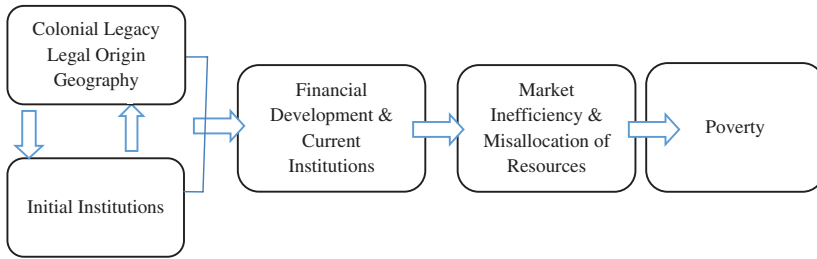 Colonial Legacy
Legal Origin
Geography
Initial Institutions
Financial
Development &
Current
Institutions
Market
Inefficiency &
Misallocation of
Resources
Poverty